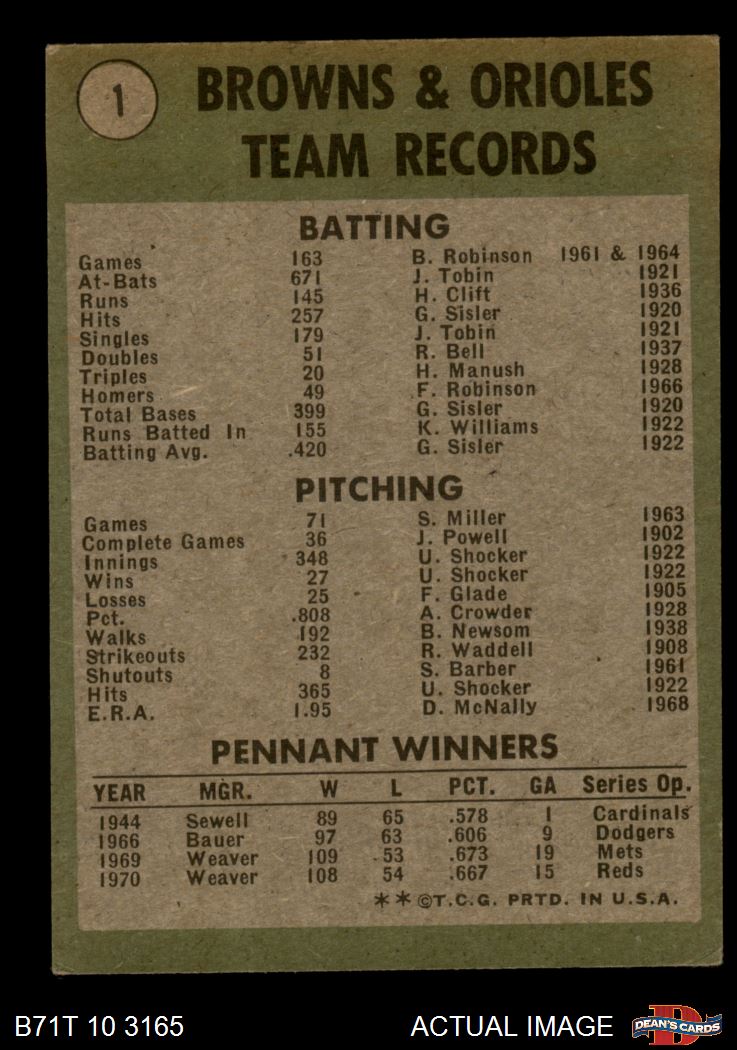 1
BROWNS & ORIOLES
TEAM RECORDS
BATTING
Games 163 B. Robinson 1961 & 1964
At-Bats 671 J. Tobin 1921
Runs 145 H. Clift 1936
Hits 257 G. Sisler 1920
Singles 179 J. Tobin 1921
Doubles 51 R. Bell 1937
Triples 20 H. Manush 1928
Homers 49 F. Robinson 1966
Total Bases 399 G. Sisler 1920
Runs Batted In 155 K. Williams 1922
Batting Avg. .420 G. Sisler 1922
PITCHING
Games 71 S. Miller 1963
Complete Games 36 J. Powell 1902
Innings 348 U. Shocker 1922
Wins 27 U. Shocker 1922
Losses 25 F. Glade 1905
Pct. .808 A. Crowder 1928
Walks 192 B. Newsom 1938
Strikeouts 232 R. Waddell 1908
Shutouts 8 S. Barber 1961
Hits 365 U. Shocker 1922
E.R.A. 1.95 D. McNally 1968
PENNANT WINNERS
YEAR MGR. W L PCT. GA Series Op.
1944 Sewell 89 65 .578 1 Cardinals
1966 Bauer 97 63 .606 9 Dodgers
1969 Weaver 109 53 .673 19 Mets
1970 Weaver 108 54 .667 15 Reds
**©T.C.G. PRTD. IN U.S.A.
B71T 10 3165 ACTUAL IMAGE D DEAN'S CARDS